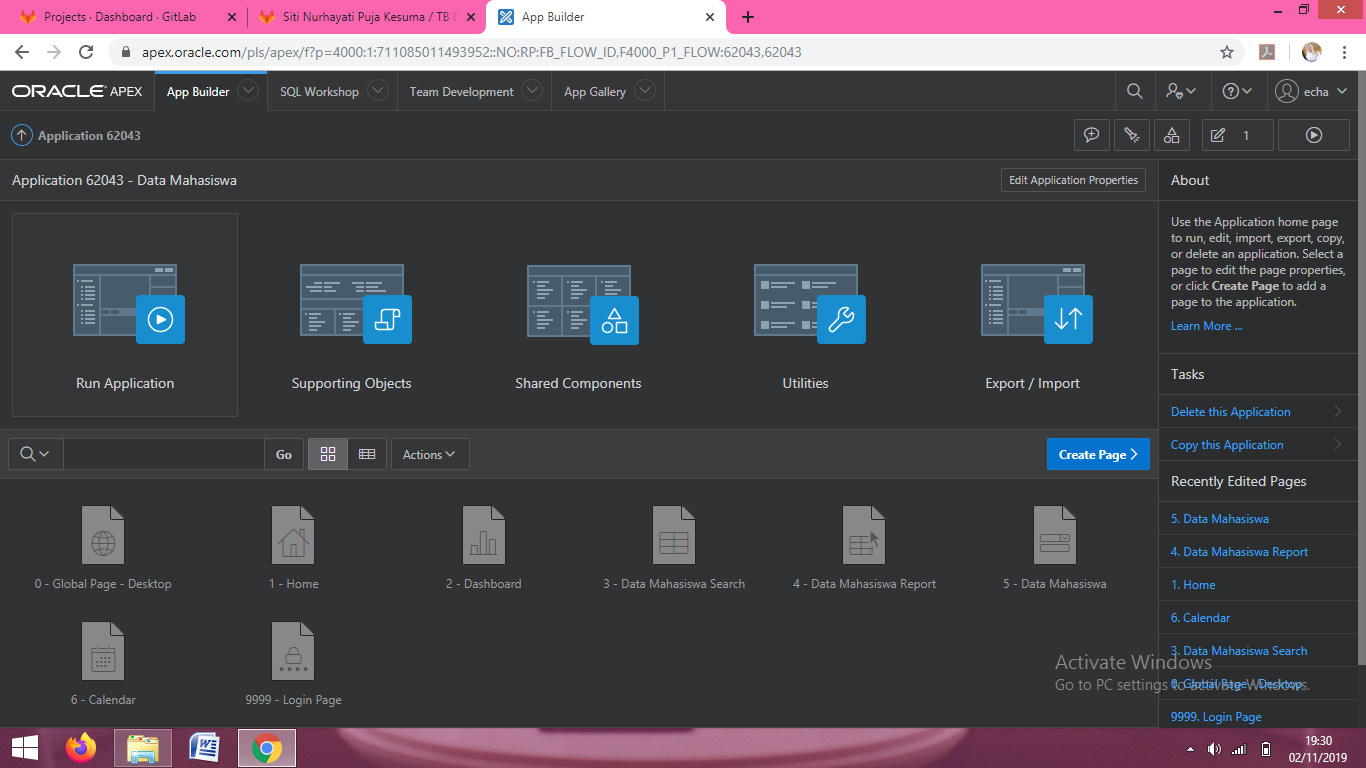 Projects · Dashboard · GitLab
Siti Nurhayati Puja Kesuma / TB
App Builder
apex.oracle.com/pls/apex/f?p=4000:1:711085011493952::NO:RP:FB_FLOW_ID,F4000_P1_FLOW:62043,62043
ORACLE APEX
App Builder
SQL Workshop
Team Development
App Gallery
echa
Application 62043
1
Application 62043 - Data Mahasiswa
Edit Application Properties
Run Application
Supporting Objects
Shared Components
Utilities
Export / Import
Go
Actions
Create Page
0 - Global Page - Desktop
1 - Home
2 - Dashboard
3 - Data Mahasiswa Search
4 - Data Mahasiswa Report
5 - Data Mahasiswa
6 - Calendar
9999 - Login Page
About
Use the Application home page
to run, edit, import, export, copy,
or delete an application. Select a
page to edit the page properties,
or click Create Page to add a
page to the application.
Learn More ...
Tasks
Delete this Application
Copy this Application
Recently Edited Pages
5. Data Mahasiswa
4. Data Mahasiswa Report
1. Home
6. Calendar
3. Data Mahasiswa Search
0. Global Page - Desktop
9999. Login Page
Activate Windows
Go to PC settings to activate Windows.
19:30
02/11/2019